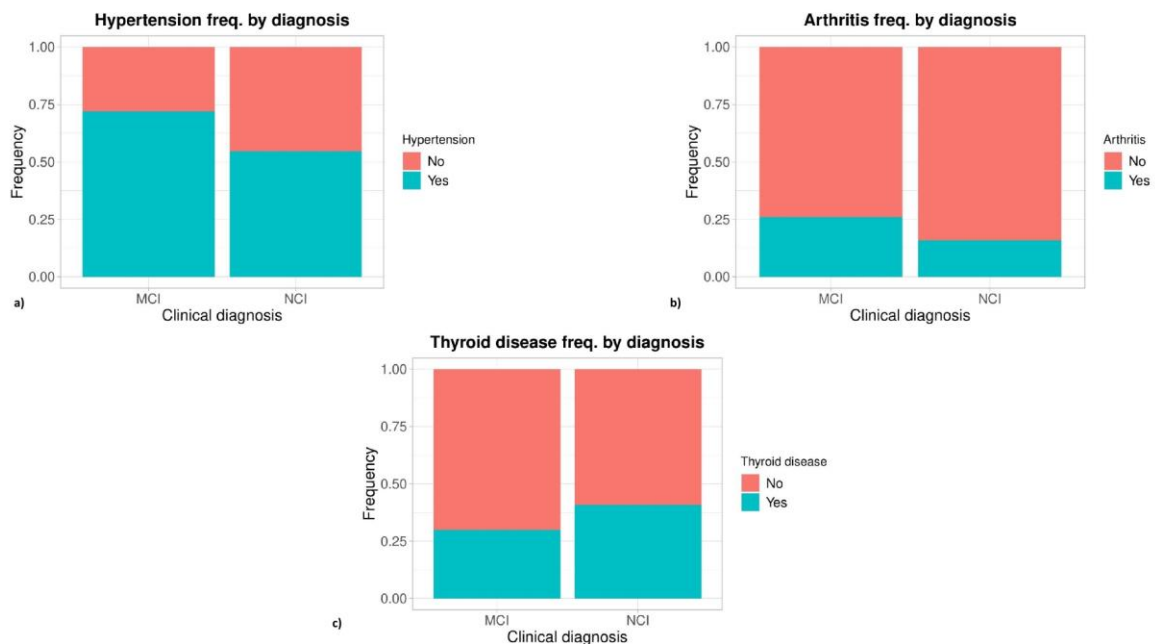 Hypertension freq. by diagnosis
1.00
0.75
0.50
0.25
0.00
Frequency
MCI NCI
Clinical diagnosis
Hypertension
No
Yes
a)
Arthritis freq. by diagnosis
1.00
0.75
0.50
0.25
0.00
Frequency
MCI NCI
Clinical diagnosis
Arthritis
No
Yes
b)
Thyroid disease freq. by diagnosis
1.00
0.75
0.50
0.25
0.00
Frequency
MCI NCI
Clinical diagnosis
Thyroid disease
No
Yes
c)